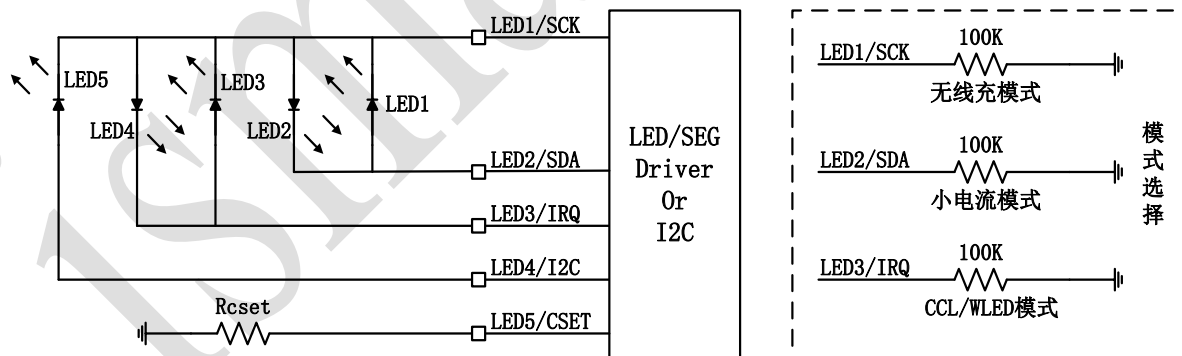 LED1/SCK
LED5
LED3
LED4
LED2
LED1
LED2/SDA
LED3/IRQ
LED4/I2C
Rcset
LED5/CSET
LED/SEG
Driver
Or
I2C
LED1/SCK
100K
无线充模式
LED2/SDA
100K
小电流模式
LED3/IRQ
100K
CCL/WLED模式
模式选择